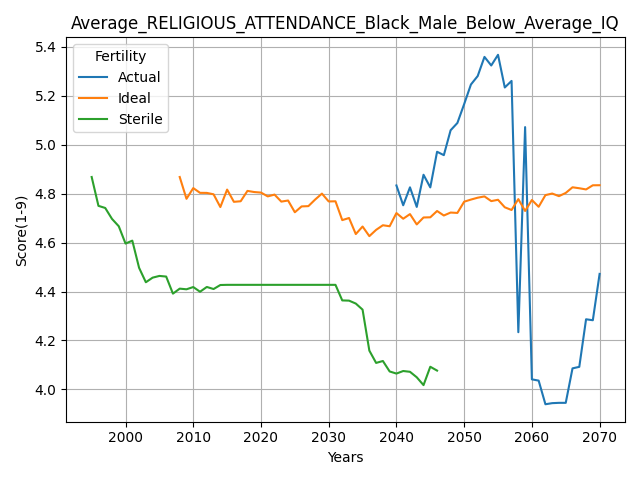 Average_RELIGIOUS_ATTENDANCE_Black_Male_Below_Average_IQ
Fertility
Actual
Ideal
Sterile
Score(1-9)
5.4
5.2
5.0
4.8
4.6
4.4
4.2
4.0
2000 2010 2020 2030 2040 2050 2060 2070
Years